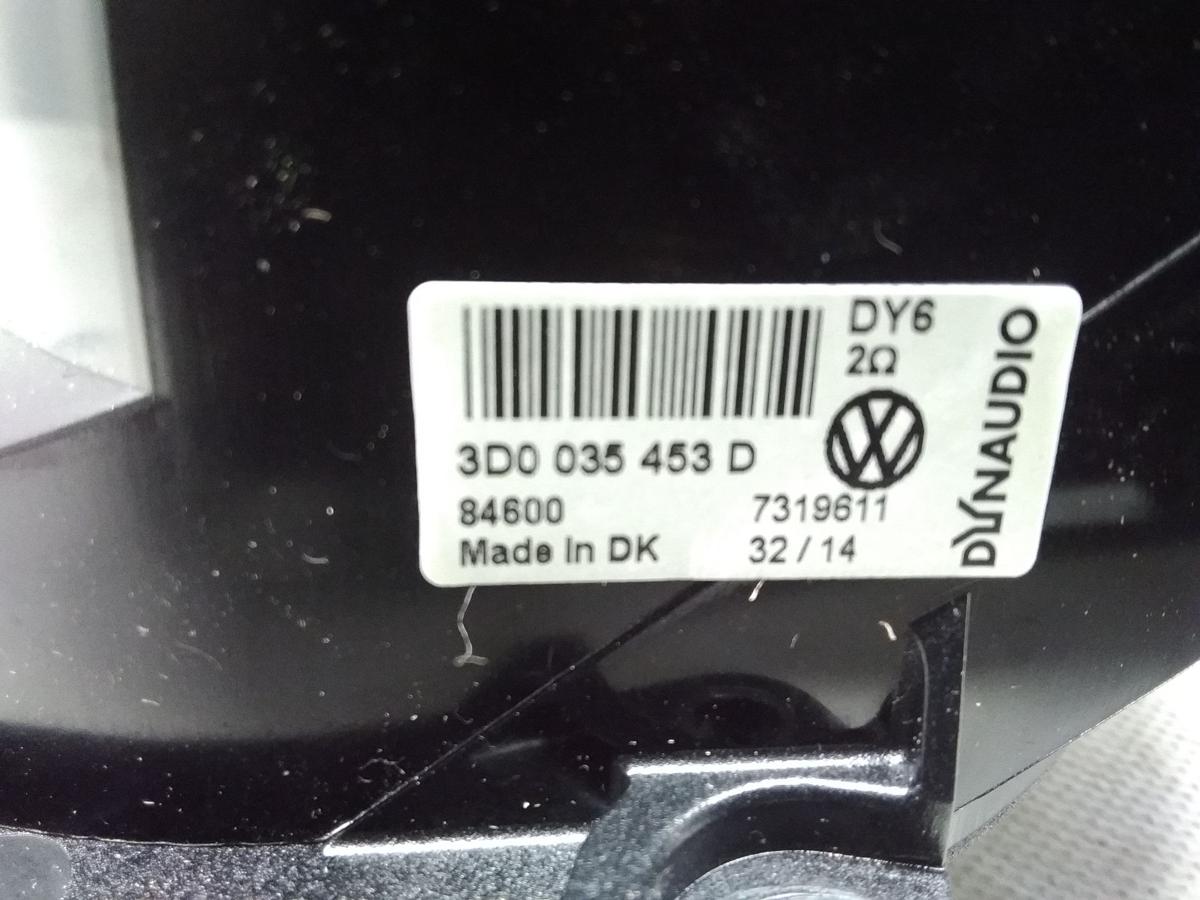 DY6
2Ω
3D0 035 453 D
84600 7319611
Made In DK 32 / 14
DYNAUDIO